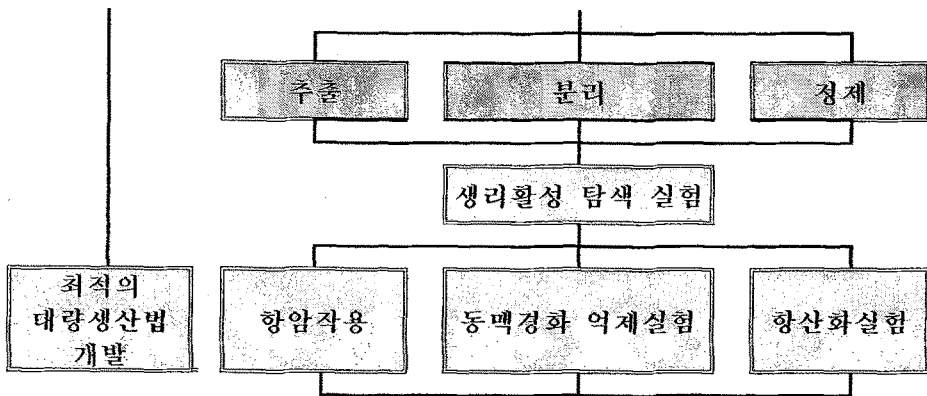 추출
분리
정제
생리활성 탐색 실험
최적의
대량생산법
개발
항암작용
동맥경화 억제실험
항산화실험